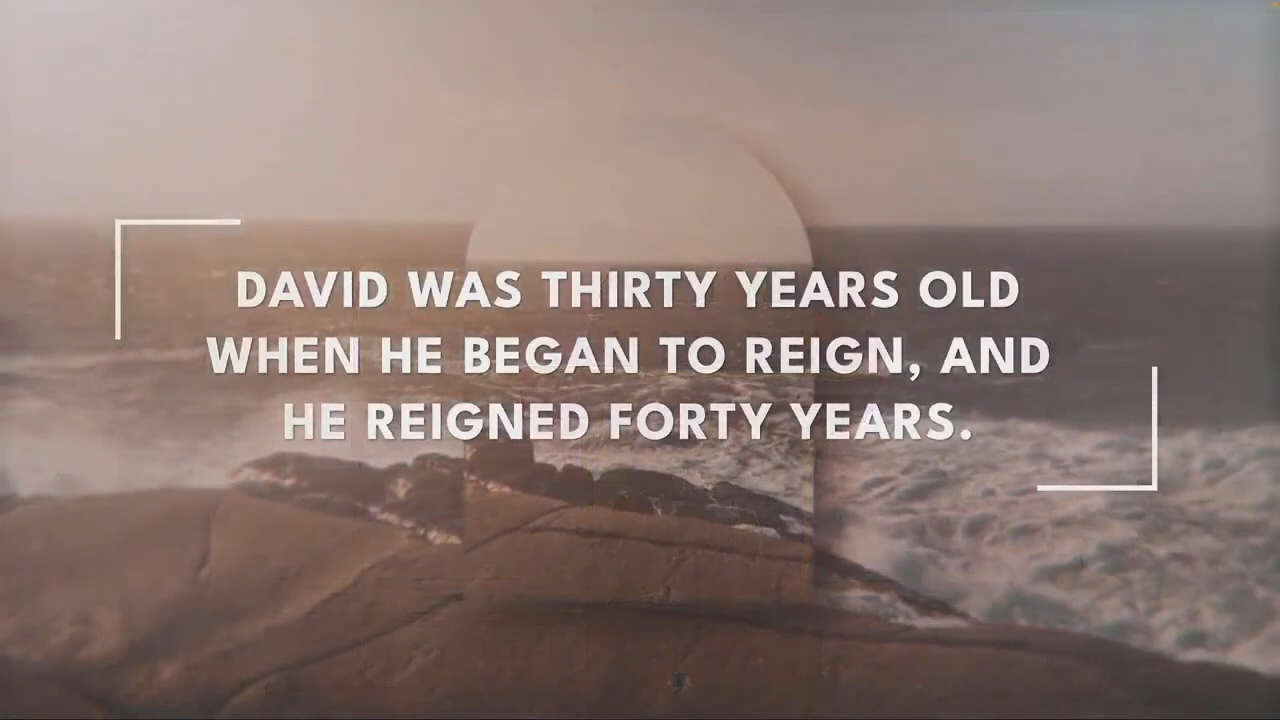 DAVID WAS THIRTY YEARS OLD
WHEN HE BEGAN TO REIGN, AND
HE REIGNED FORTY YEARS.